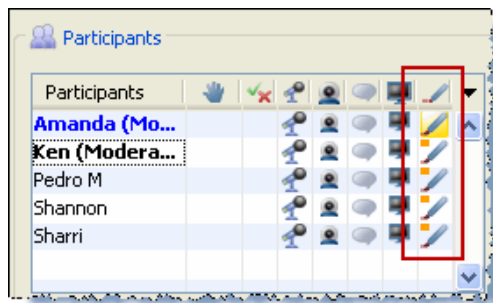 Participants
Participants
Amanda (Mo...
Ken (Modera...
Pedro M
Shannon
Sharri